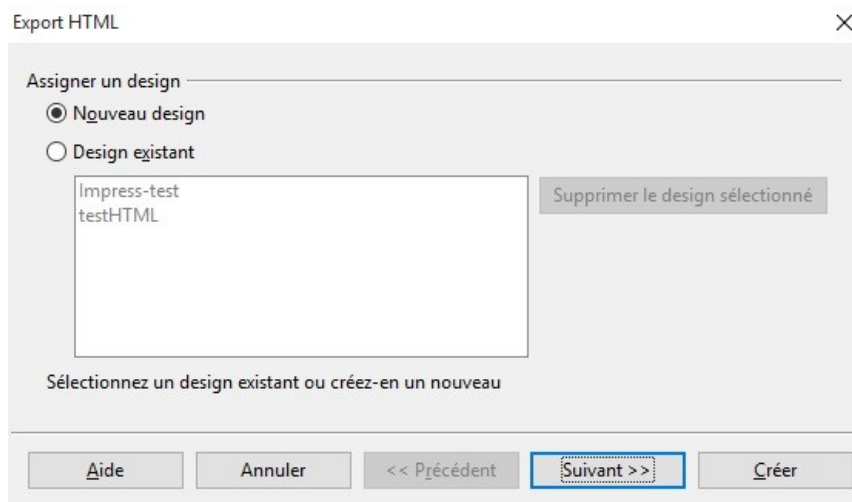 Export HTML
Assigner un design
Nouveau design
Design existant
Impress-test
testHTML
Supprimer le design sélectionné
Sélectionnez un design existant ou créez-en un nouveau
Aide
Annuler
<< Précédent
Suivant >>
Créer